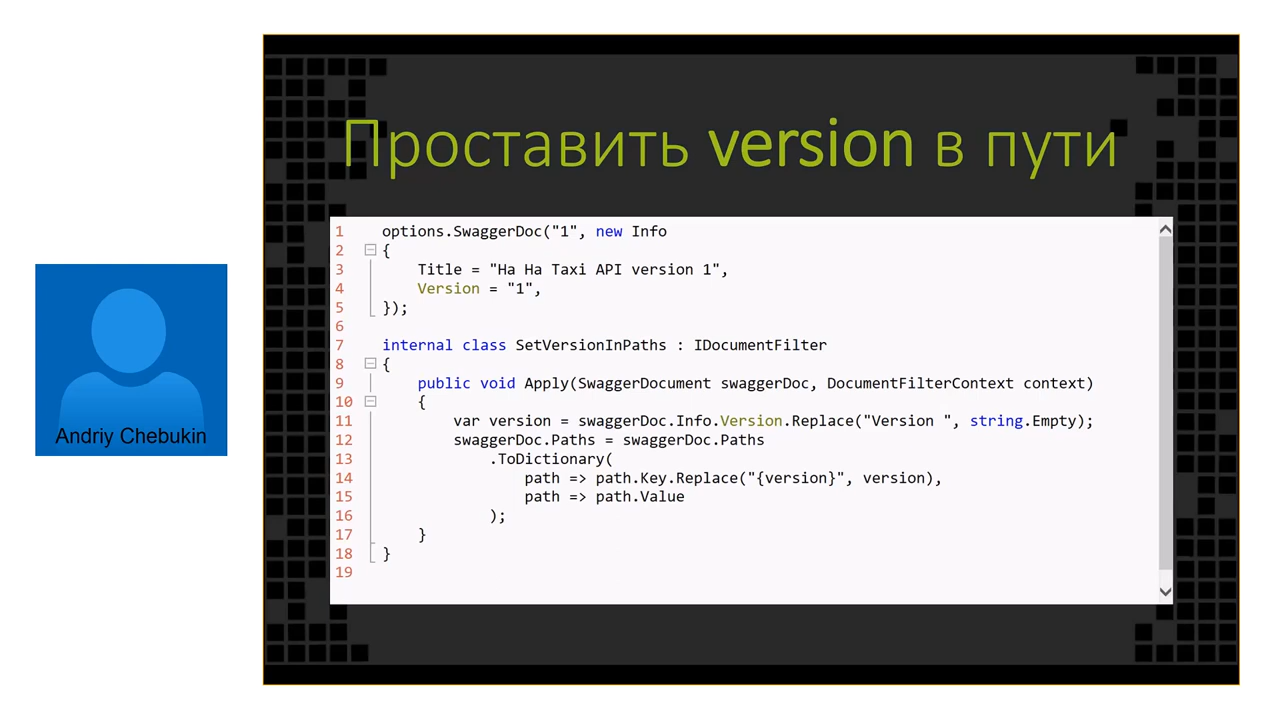 Проставить version в пути
1 options.SwaggerDoc("1", new Info
2 {
3 Title = "Ha Ha Taxi API version 1",
4 Version = "1",
5 });
6
7 internal class SetVersionInPaths : IDocumentFilter
8 {
9 public void Apply(SwaggerDocument swaggerDoc, DocumentFilterContext context)
10 {
11 var version = swaggerDoc.Info.Version.Replace("Version ", string.Empty);
12 swaggerDoc.Paths = swaggerDoc.Paths
13 .ToDictionary(
14 path => path.Key.Replace("{version}", version),
15 path => path.Value
16 );
17 }
18 }
19
Andriy Chebukin